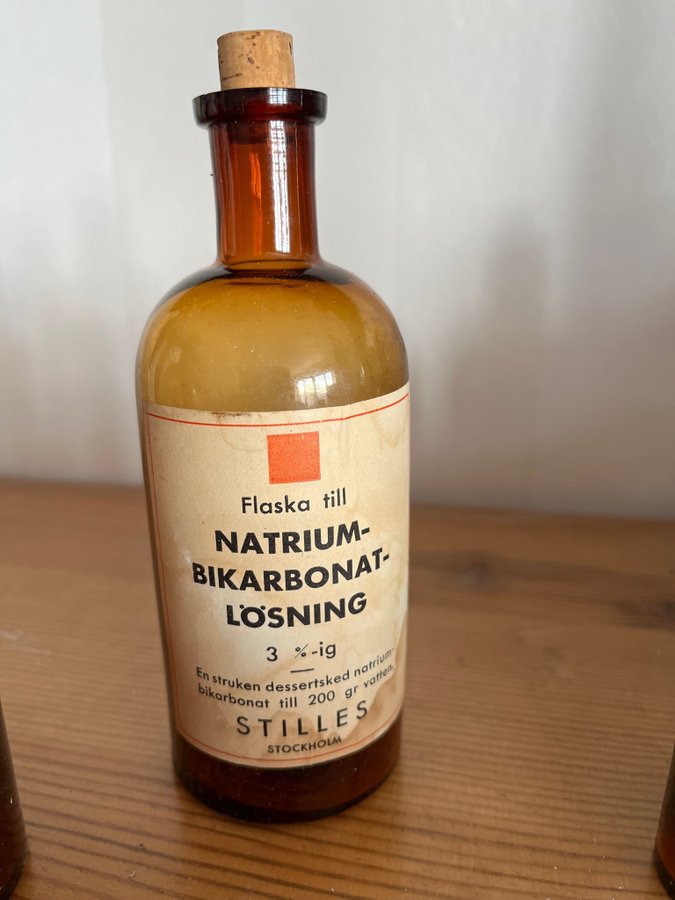 Flaska till
NATRIUM-
BIKARBONAT-
LÖSNING
3 %-ig
En struken dessertsked natrium-
bikarbonat till 200 gr vatten.
STILLES
STOCKHOLM